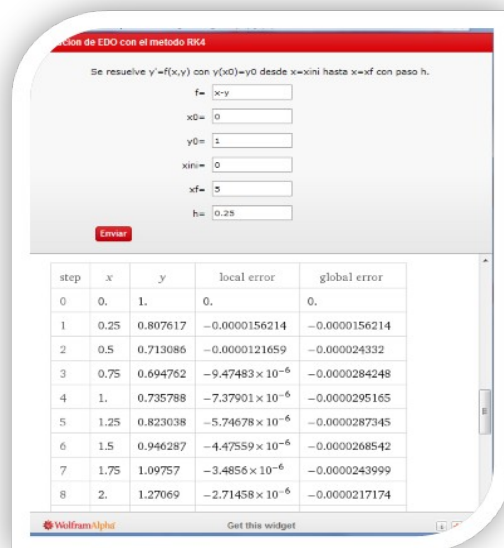 cion de EDO con el metodo RK4
Se resuelve y'=f(x,y) con y(x0)=y0 desde x=xini hasta x=xf con paso h.
f= x-y
x0= 0
y0= 1
xini= 0
xf= 5
h= 0.25
Enviar
step x y local error global error
0 0. 1. 0. 0.
1 0.25 0.807617 −0.0000156214 −0.0000156214
2 0.5 0.713086 −0.0000121659 −0.000024332
3 0.75 0.694762 −9.47483 × 10⁻⁶ −0.0000284248
4 1. 0.735788 −7.37901 × 10⁻⁶ −0.0000295165
5 1.25 0.823038 −5.74678 × 10⁻⁶ −0.0000287345
6 1.5 0.946287 −4.47559 × 10⁻⁶ −0.0000268542
7 1.75 1.09757 −3.4856 × 10⁻⁶ −0.0000243999
8 2. 1.27069 −2.71458 × 10⁻⁶ −0.0000217174
WolframAlpha Get this widget